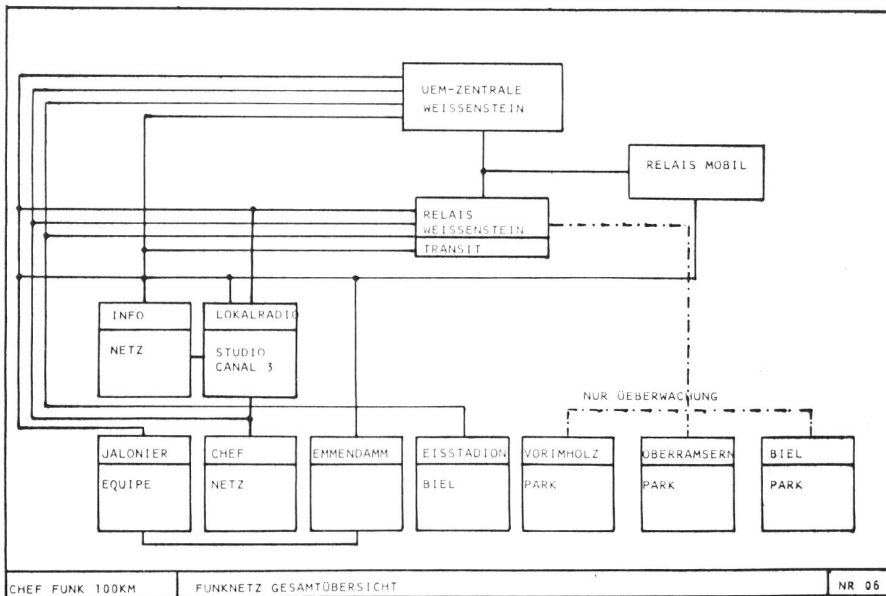 UEM-ZENTRALE
WEISSENSTEIN
RELAIS MOBIL
RELAIS
WEISSENSTEIN
TRANSIT
INFO
NETZ
LOKALRADIO
STUDIO
CANAL 3
NUR ÜEBERWACHUNG
JALONIER
EQUIPE
CHEF
NETZ
EMMENDAMM
EISSTADION
BIEL
VORIMHOLZ
PARK
OBERRAMSERN
PARK
BIEL
PARK
CHEF FUNK 100KM
FUNKNETZ GESAMTÜBERSICHT
NR 06